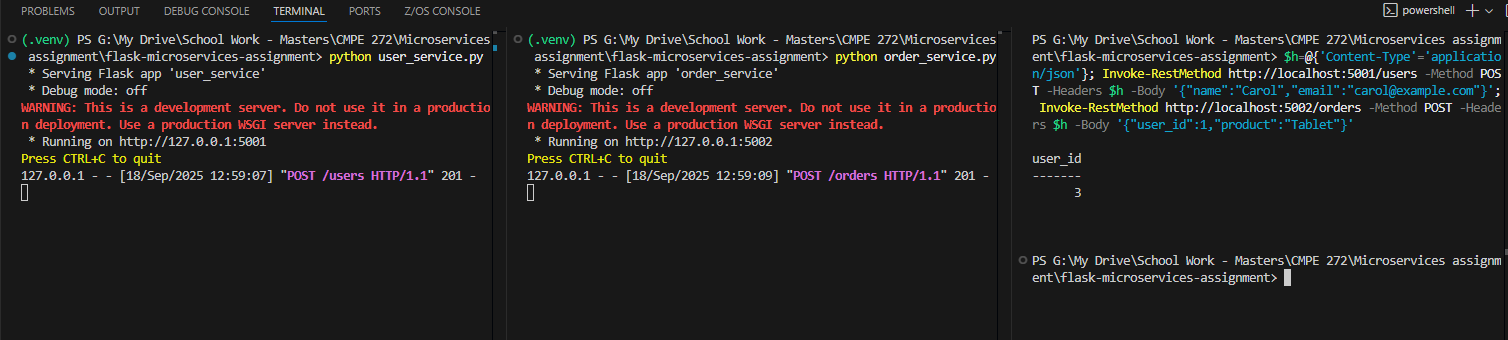 PROBLEMS OUTPUT DEBUG CONSOLE TERMINAL PORTS Z/OS CONSOLE
powershell
(.venv) PS G:\My Drive\School Work - Masters\CMPE 272\Microservices
assignment\flask-microservices-assignment> python user_service.py
* Serving Flask app 'user_service'
* Debug mode: off
WARNING: This is a development server. Do not use it in a productio
n deployment. Use a production WSGI server instead.
* Running on http://127.0.0.1:5001
Press CTRL+C to quit
127.0.0.1 - - [18/Sep/2025 12:59:07] "POST /users HTTP/1.1" 201 -
(.venv) PS G:\My Drive\School Work - Masters\CMPE 272\Microservices
assignment\flask-microservices-assignment> python order_service.py
* Serving Flask app 'order_service'
* Debug mode: off
WARNING: This is a development server. Do not use it in a productio
n deployment. Use a production WSGI server instead.
* Running on http://127.0.0.1:5002
Press CTRL+C to quit
127.0.0.1 - - [18/Sep/2025 12:59:09] "POST /orders HTTP/1.1" 201 -
PS G:\My Drive\School Work - Masters\CMPE 272\Microservices assignm
ent\flask-microservices-assignment> $h=@{'Content-Type'='applicatio
n/json'}; Invoke-RestMethod http://localhost:5001/users -Method POS
T -Headers $h -Body '{"name":"Carol","email":"carol@example.com"}';
Invoke-RestMethod http://localhost:5002/orders -Method POST -Heade
rs $h -Body '{"user_id":1,"product":"Tablet"}'
user_id
-------
3
PS G:\My Drive\School Work - Masters\CMPE 272\Microservices assignm
ent\flask-microservices-assignment>